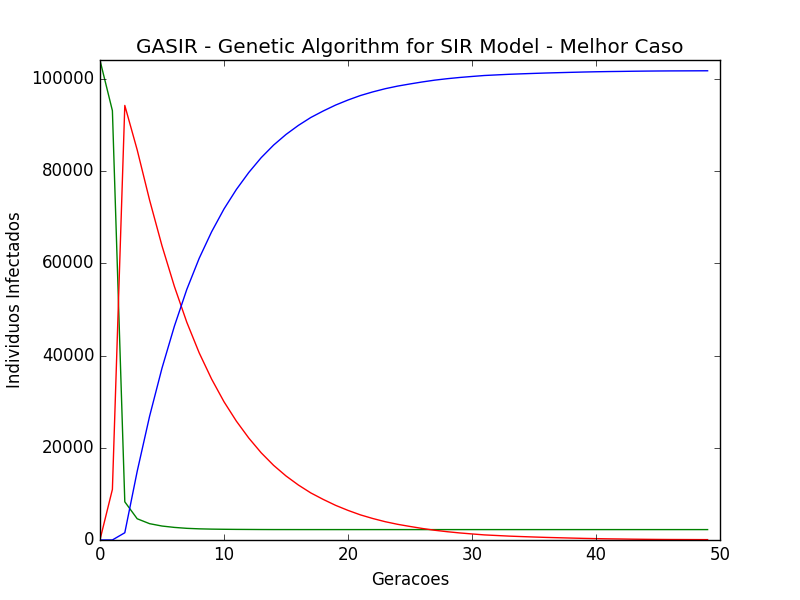 GASIR - Genetic Algorithm for SIR Model - Melhor Caso
100000
80000
60000
40000
20000
0
Individuos Infectados
0 10 20 30 40 50
Geracoes